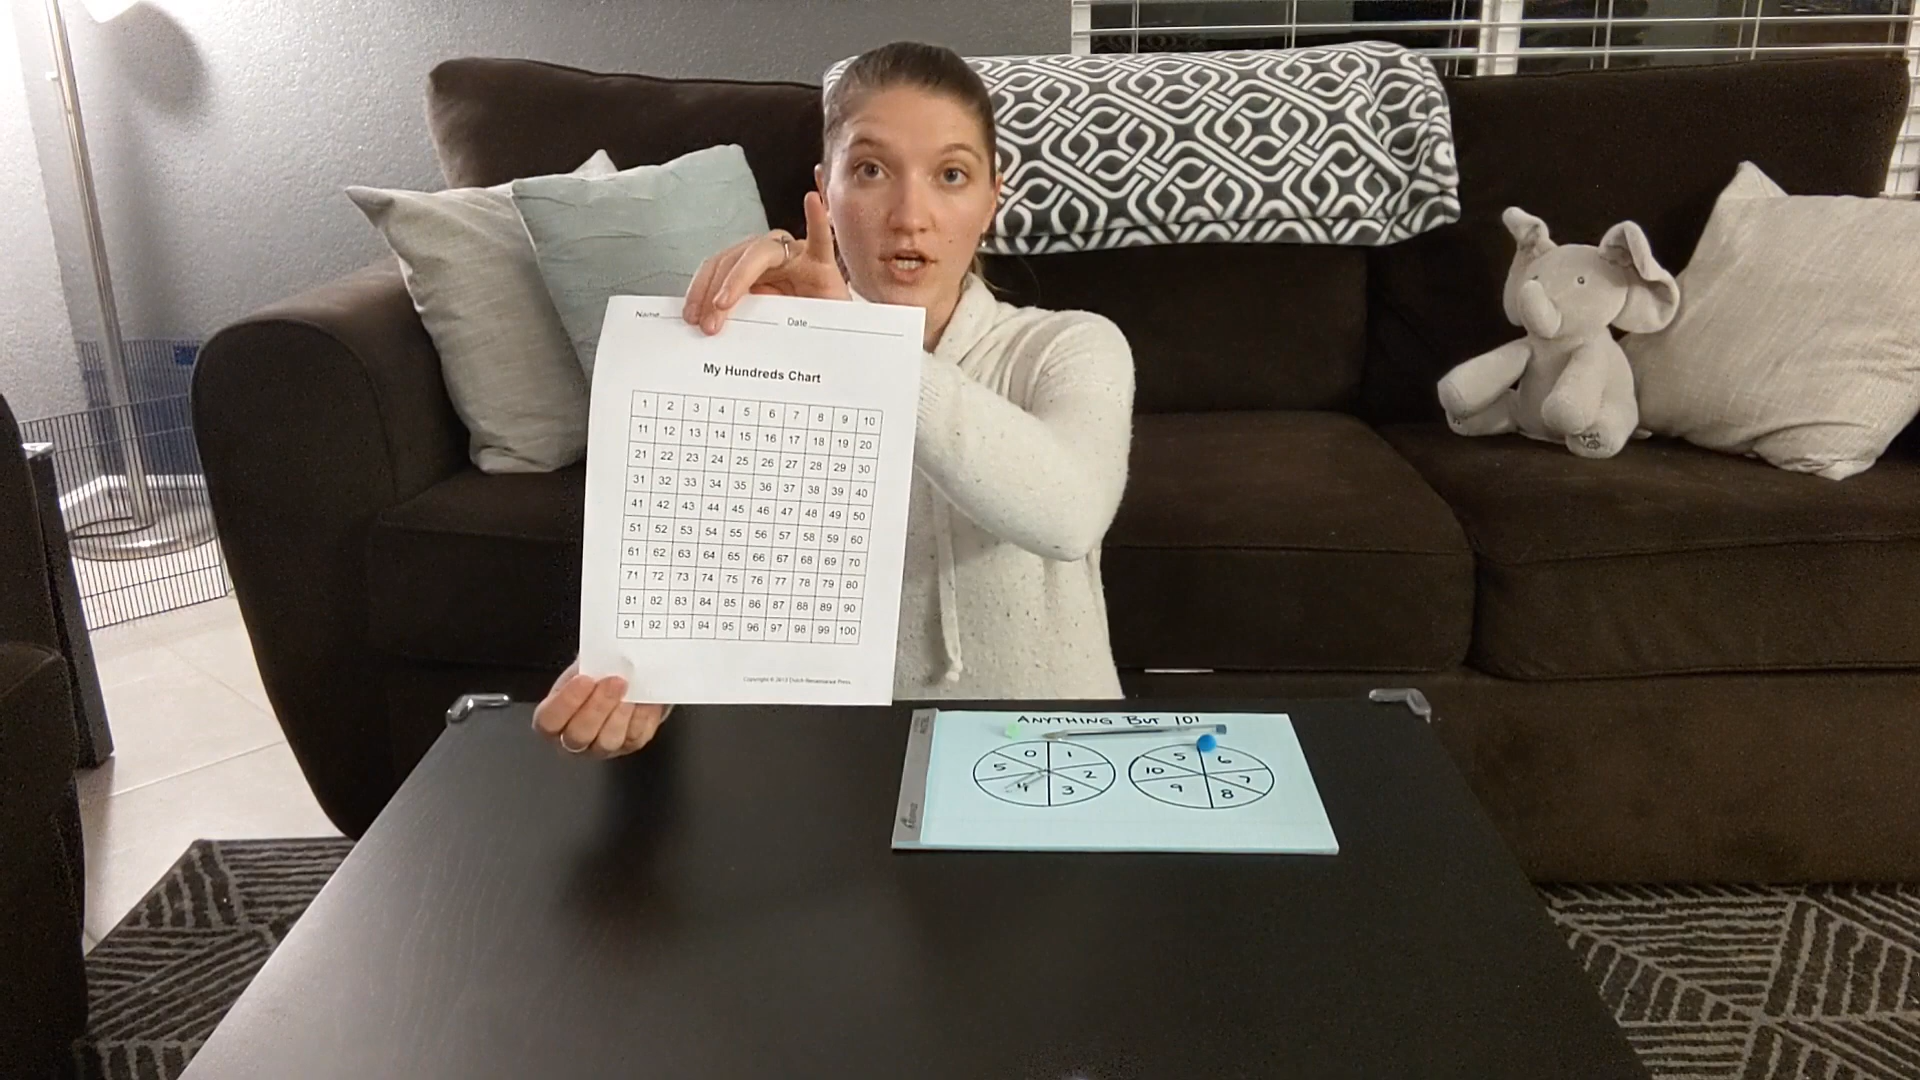 Name Date
My Hundreds Chart
1 2 3 4 5 6 7 8 9 10
11 12 13 14 15 16 17 18 19 20
21 22 23 24 25 26 27 28 29 30
31 32 33 34 35 36 37 38 39 40
41 42 43 44 45 46 47 48 49 50
51 52 53 54 55 56 57 58 59 60
61 62 63 64 65 66 67 68 69 70
71 72 73 74 75 76 77 78 79 80
81 82 83 84 85 86 87 88 89 90
91 92 93 94 95 96 97 98 99 100
Copyright © 2013 Dutch Renaissance Press
ANYTHING BUT 10!
0 1
5 2
4 3
5 6
10 7
9 8